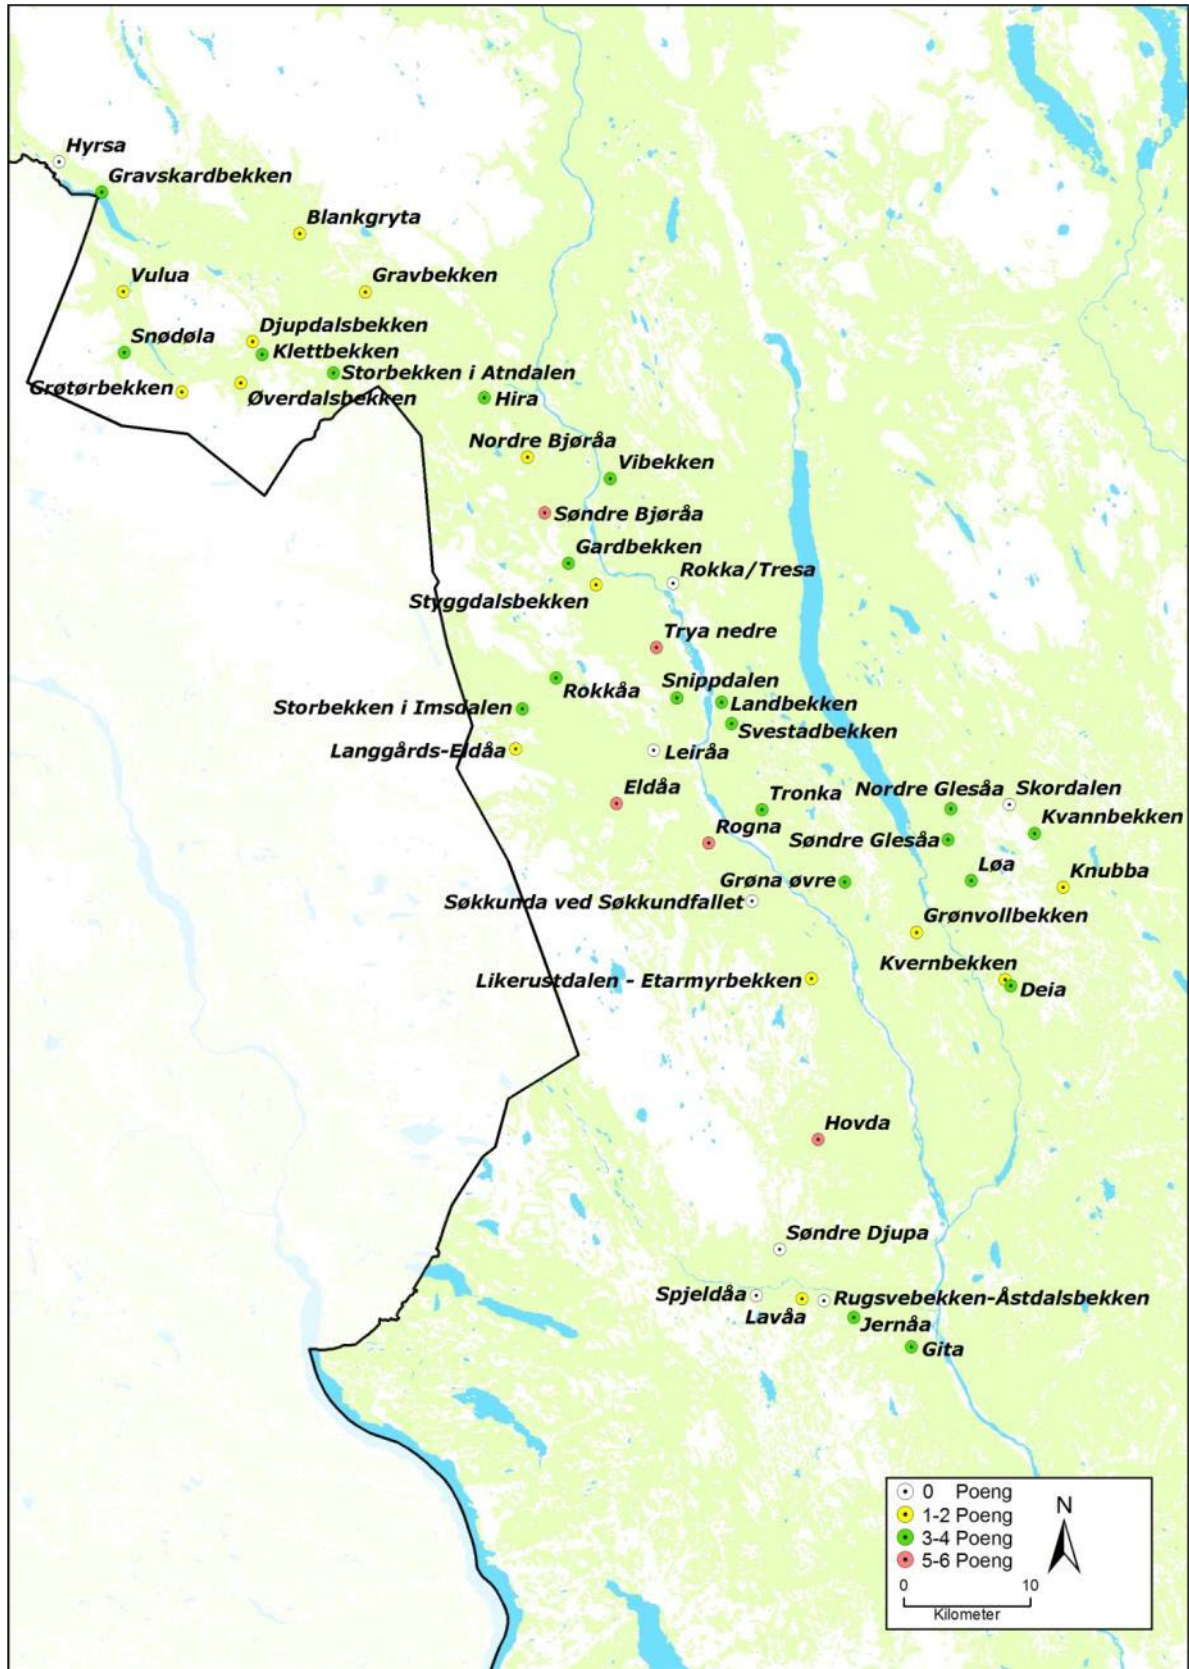 Hyrsa
Gravskardbekken
Blankgryta
Vulua
Gravbekken
Djupdalsbekken
Snødøla
Klettbekken
Storbekken i Atndalen
Grøtørbekken
Øverdalsbekken
Hira
Nordre Bjøråa
Vibekken
Søndre Bjøråa
Gardbekken
Rokka/Tresa
Styggdalsbekken
Trya nedre
Rokkåa
Snippdalen
Storbekken i Imsdalen
Landbekken
Svestadbekken
Langgårds-Eldåa
Leiråa
Eldåa
Tronka
Nordre Glesåa
Skordalen
Kvannbekken
Rogna
Søndre Glesåa
Løa
Knubba
Grøna øvre
Søkkunda ved Søkkundfallet
Grønvollbekken
Kvernbekken
Likerustdalen - Etarmyrbekken
Deia
Hovda
Søndre Djupa
Spjeldåa
Rugsvebekken-Åstdalsbekken
Lavåa
Jernåa
Gita
0 Poeng
1-2 Poeng
3-4 Poeng
5-6 Poeng
N
0 10
Kilometer